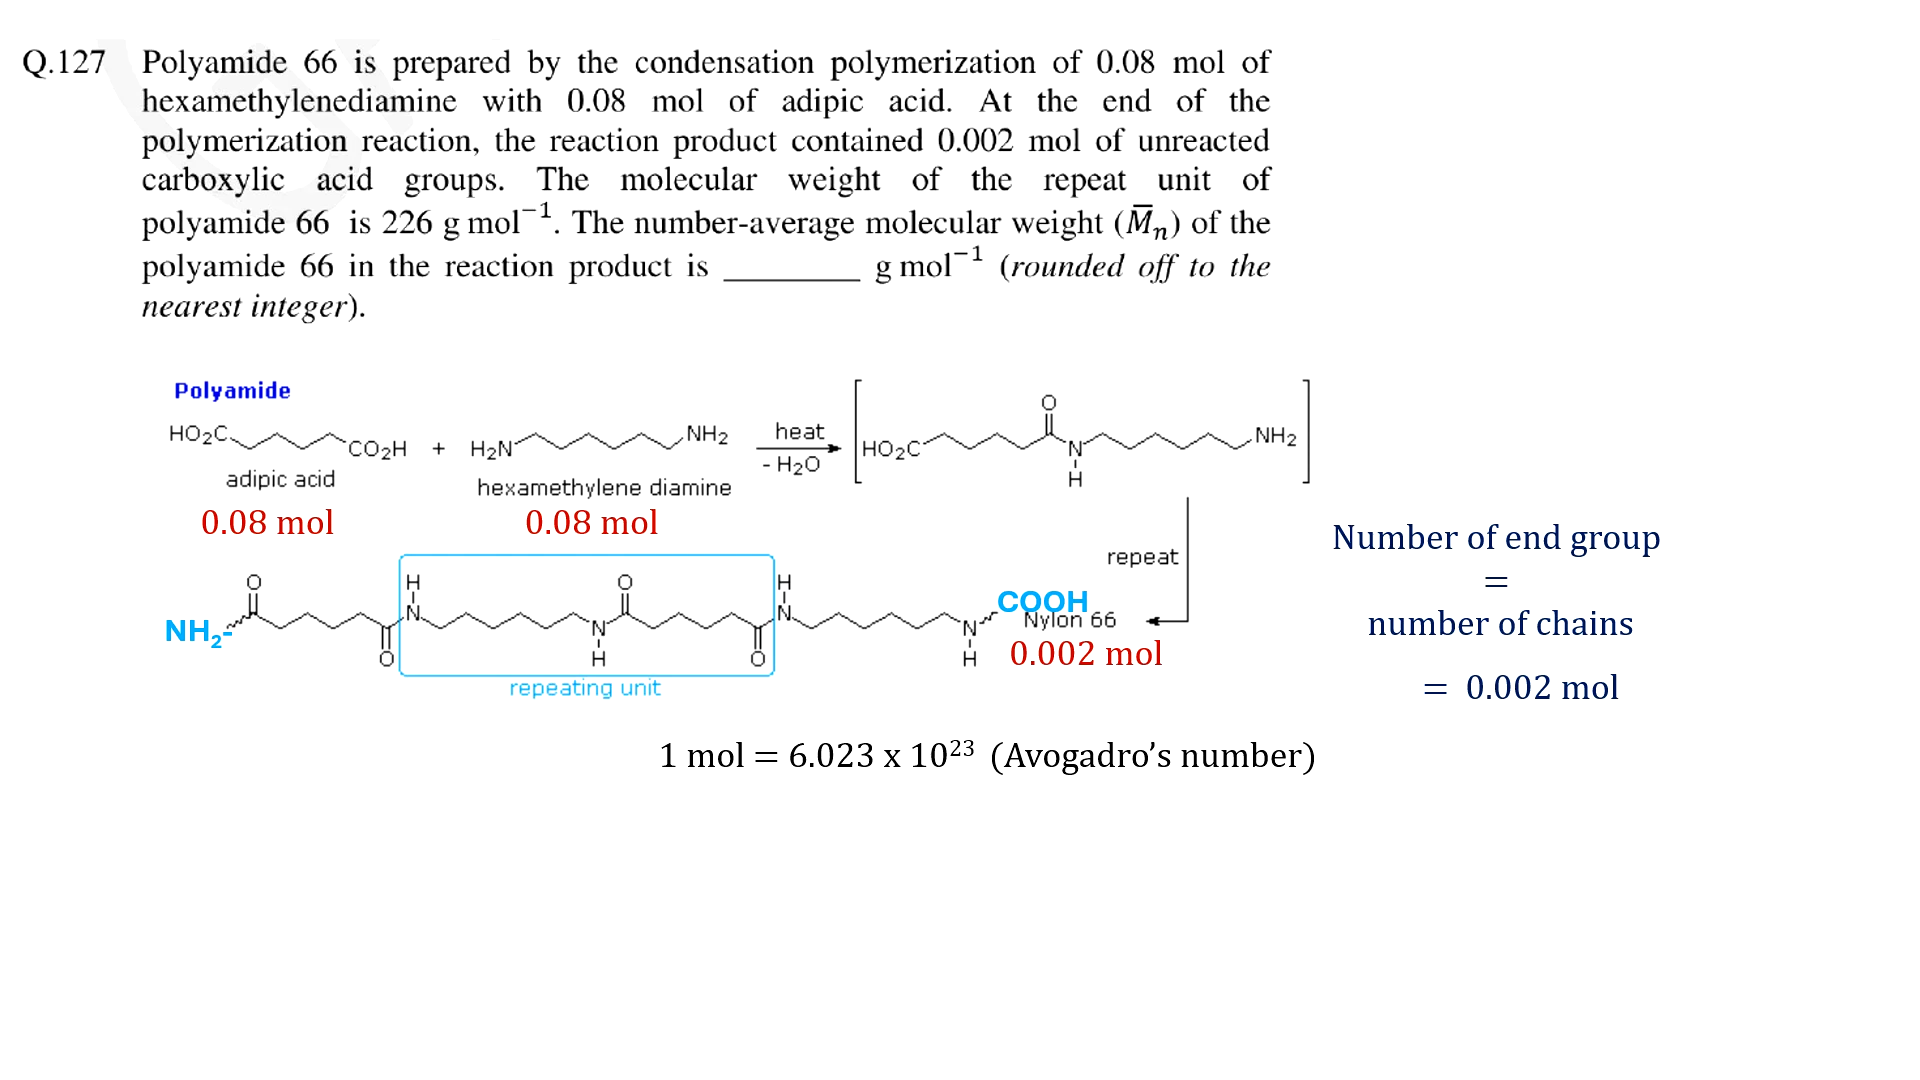 Q.127 Polyamide 66 is prepared by the condensation polymerization of 0.08 mol of
hexamethylenediamine with 0.08 mol of adipic acid. At the end of the
polymerization reaction, the reaction product contained 0.002 mol of unreacted
carboxylic acid groups. The molecular weight of the repeat unit of
polyamide 66 is 226 g mol⁻¹. The number-average molecular weight (M̅ₙ) of the
polyamide 66 in the reaction product is ________ g mol⁻¹ (rounded off to the
nearest integer).
Polyamide
HO₂C CO₂H + H₂N NH₂ heat - H₂O HO₂C O N H NH₂
adipic acid hexamethylene diamine
0.08 mol 0.08 mol
repeat
NH₂- O O H N N H O O H N N H COOH
Nylon 66
0.002 mol
repeating unit
Number of end group
=
number of chains
= 0.002 mol
1 mol = 6.023 x 10²³ (Avogadro’s number)